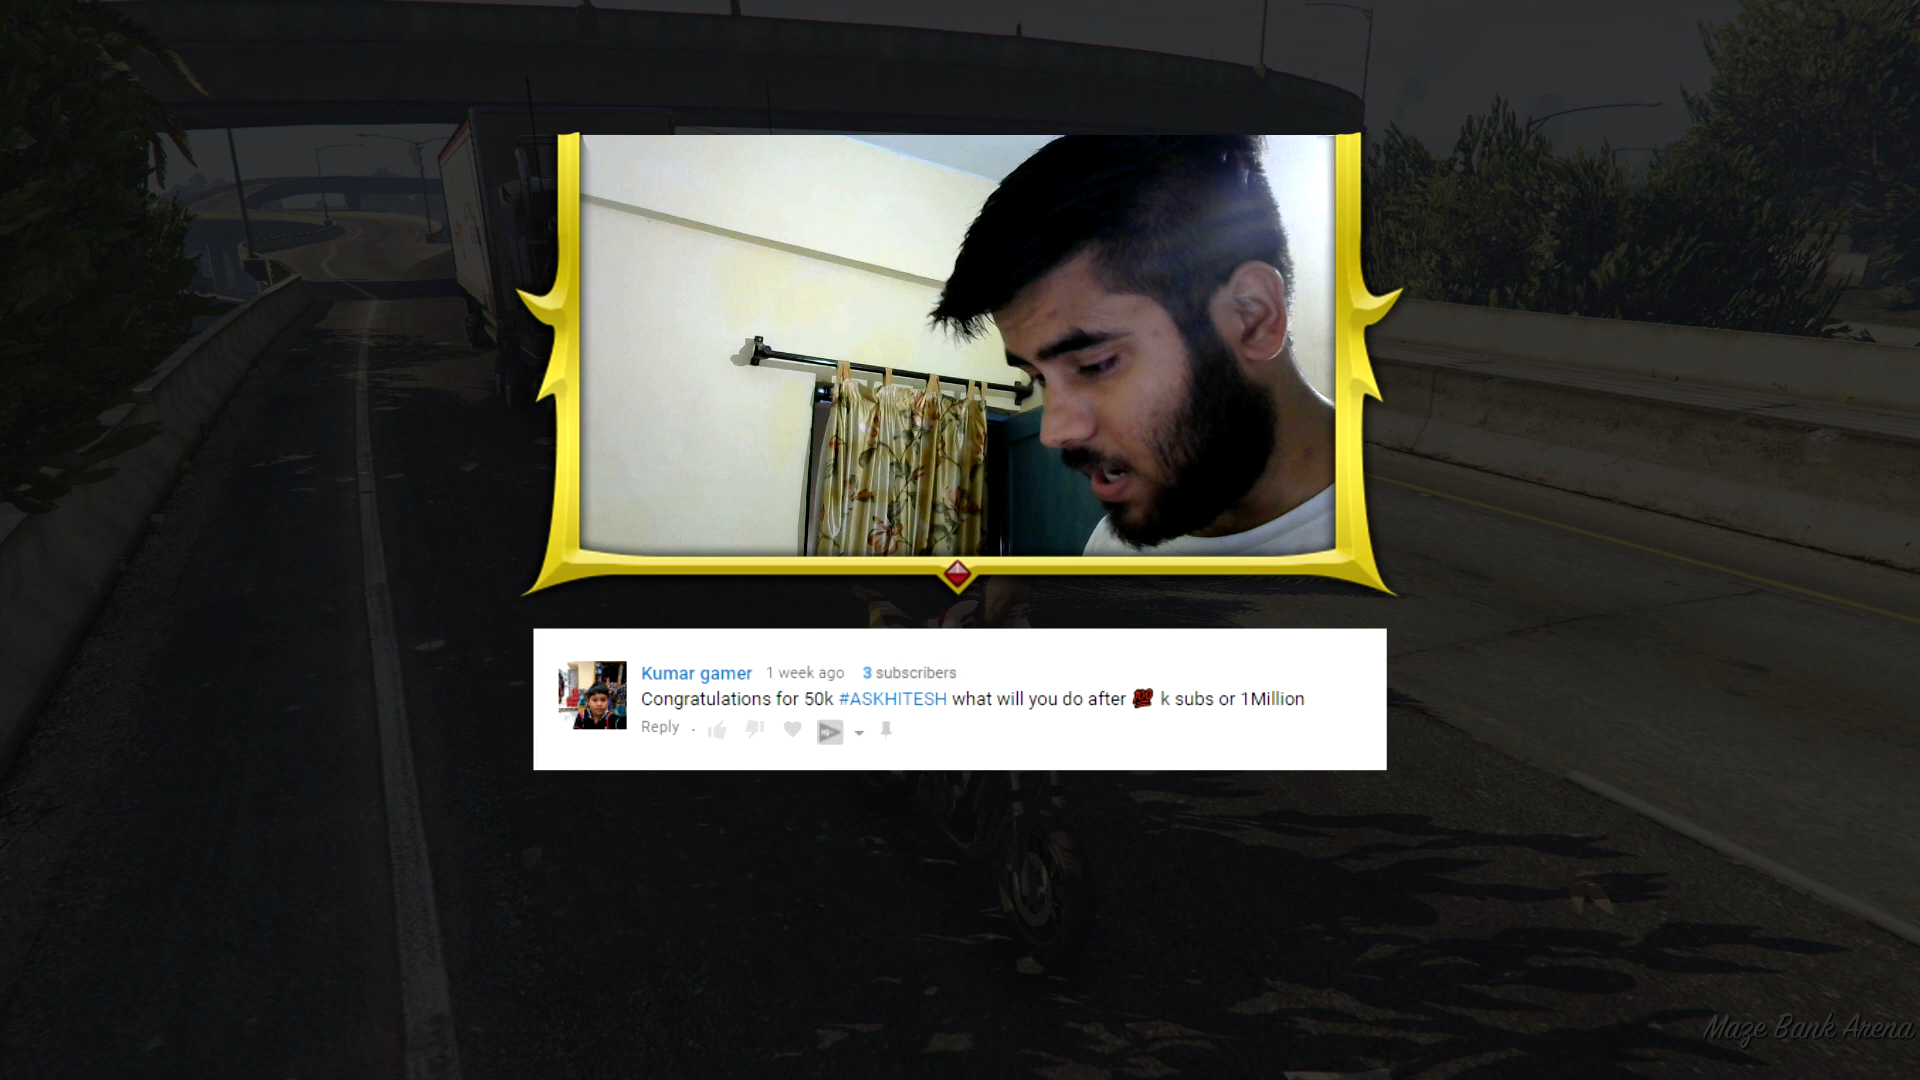 Kumar gamer 1 week ago 3 subscribers
Congratulations for 50k #ASKHITESH what will you do after 💯 k subs or 1Million
Reply .
Maze Bank Arena